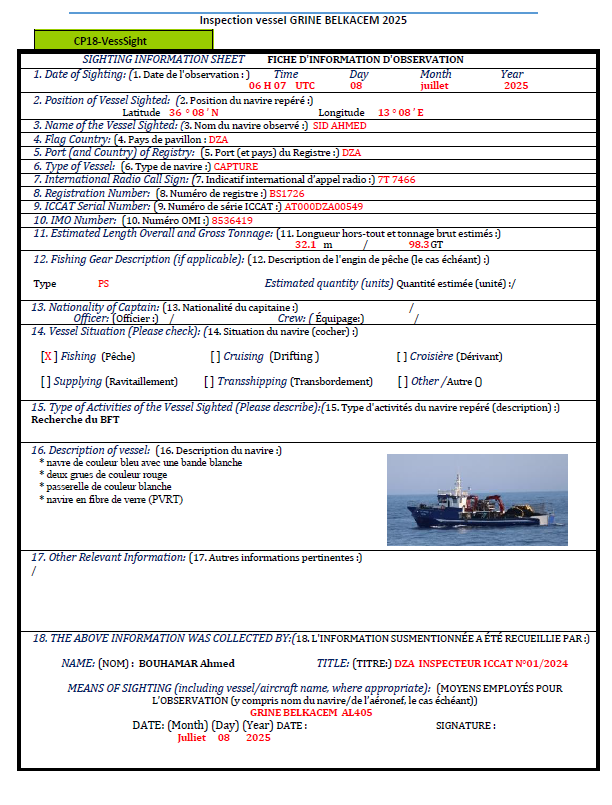 Inspection vessel GRINE BELKACEM 2025
CP18-VessSight
SIGHTING INFORMATION SHEET FICHE D'INFORMATION D'OBSERVATION
1. Date of Sighting: (1. Date de l'observation : ) Time Day Month Year
06 H 07 UTC 08 juillet 2025
2. Position of Vessel Sighted: (2. Position du navire repéré :)
Latitude 36 ° 08 ' N Longitude 13 ° 08 ' E
3. Name of the Vessel Sighted: (3. Nom du navire observé :) SID AHMED
4. Flag Country: (4. Pays de pavillon : DZA
5. Port (and Country) of Registry: (5. Port (et pays) du Registre :) DZA
6. Type of Vessel: (6. Type de navire :) CAPTURE
7. International Radio Call Sign: (7. Indicatif international d'appel radio :) 7T 7466
8. Registration Number: (8. Numéro de registre :) BS1726
9. ICCAT Serial Number: (9. Numéro de série ICCAT :) AT000DZA00549
10. IMO Number: (10. Numéro OMI :) 8536419
11. Estimated Length Overall and Gross Tonnage: (11. Longueur hors-tout et tonnage brut estimés :)
32.1 m / 98.3GT
12. Fishing Gear Description (if applicable): (12. Description de l'engin de pêche (le cas échéant) :)
Type PS Estimated quantity (units) Quantité estimée (unité) :/
13. Nationality of Captain: (13. Nationalité du capitaine :) /
Officer: (Officier :) / Crew: ( Équipage:) /
14. Vessel Situation (Please check): (14. Situation du navire (cocher) :)
[X ] Fishing (Pêche) [ ] Cruising (Drifting ) [ ] Croisière (Dérivant)
[ ] Supplying (Ravitaillement) [ ] Transshipping (Transbordement) [ ] Other /Autre ()
15. Type of Activities of the Vessel Sighted (Please describe):(15. Type d'activités du navire repéré (description) :)
Recherche du BFT
16. Description of vessel: (16. Description du navire :)
* navre de couleur bleu avec une bande blanche
* deux grues de couleur rouge
* passerelle de couleur blanche
* navire en fibre de verre (PVRT)
17. Other Relevant Information: (17. Autres informations pertinentes :)
/
18. THE ABOVE INFORMATION WAS COLLECTED BY:(18. L'INFORMATION SUSMENTIONNÉE A ÉTÉ RECUEILLIE PAR :)
NAME: (NOM) : BOUHAMAR Ahmed TITLE: (TITRE:) DZA INSPECTEUR ICCAT N°01/2024
MEANS OF SIGHTING (including vessel/aircraft name, where appropriate): (MOYENS EMPLOYÉS POUR
L'OBSERVATION (y compris nom du navire/de l'aéronef, le cas échéant))
GRINE BELKACEM AL405
DATE: (Month) (Day) (Year) DATE : SIGNATURE :
Julliet 08 2025